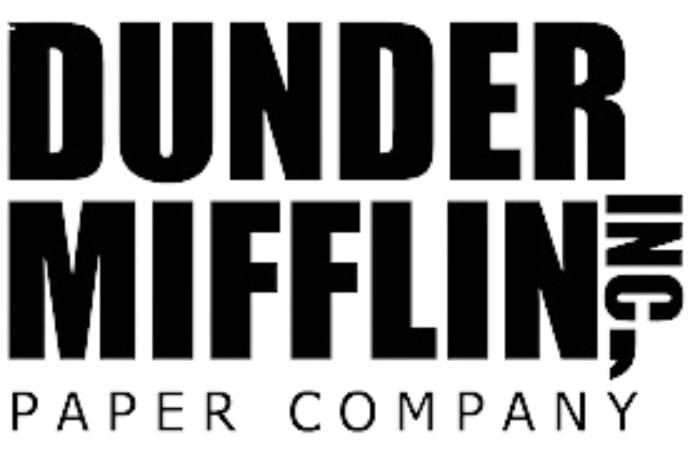 DUNDER
MIFFLIN
INC,
PAPER COMPANY